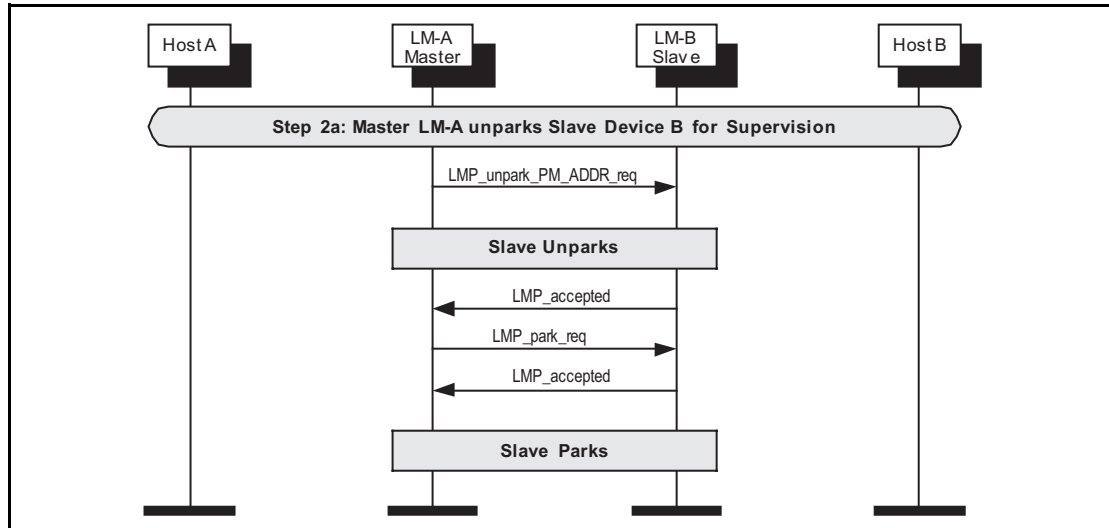 Host A
LM-A
Master
LM-B
Slave
Host B
Step 2a: Master LM-A unparks Slave Device B for Supervision
LMP_unpark_PM_ADDR_req
Slave Unparks
LMP_accepted
LMP_park_req
LMP_accepted
Slave Parks